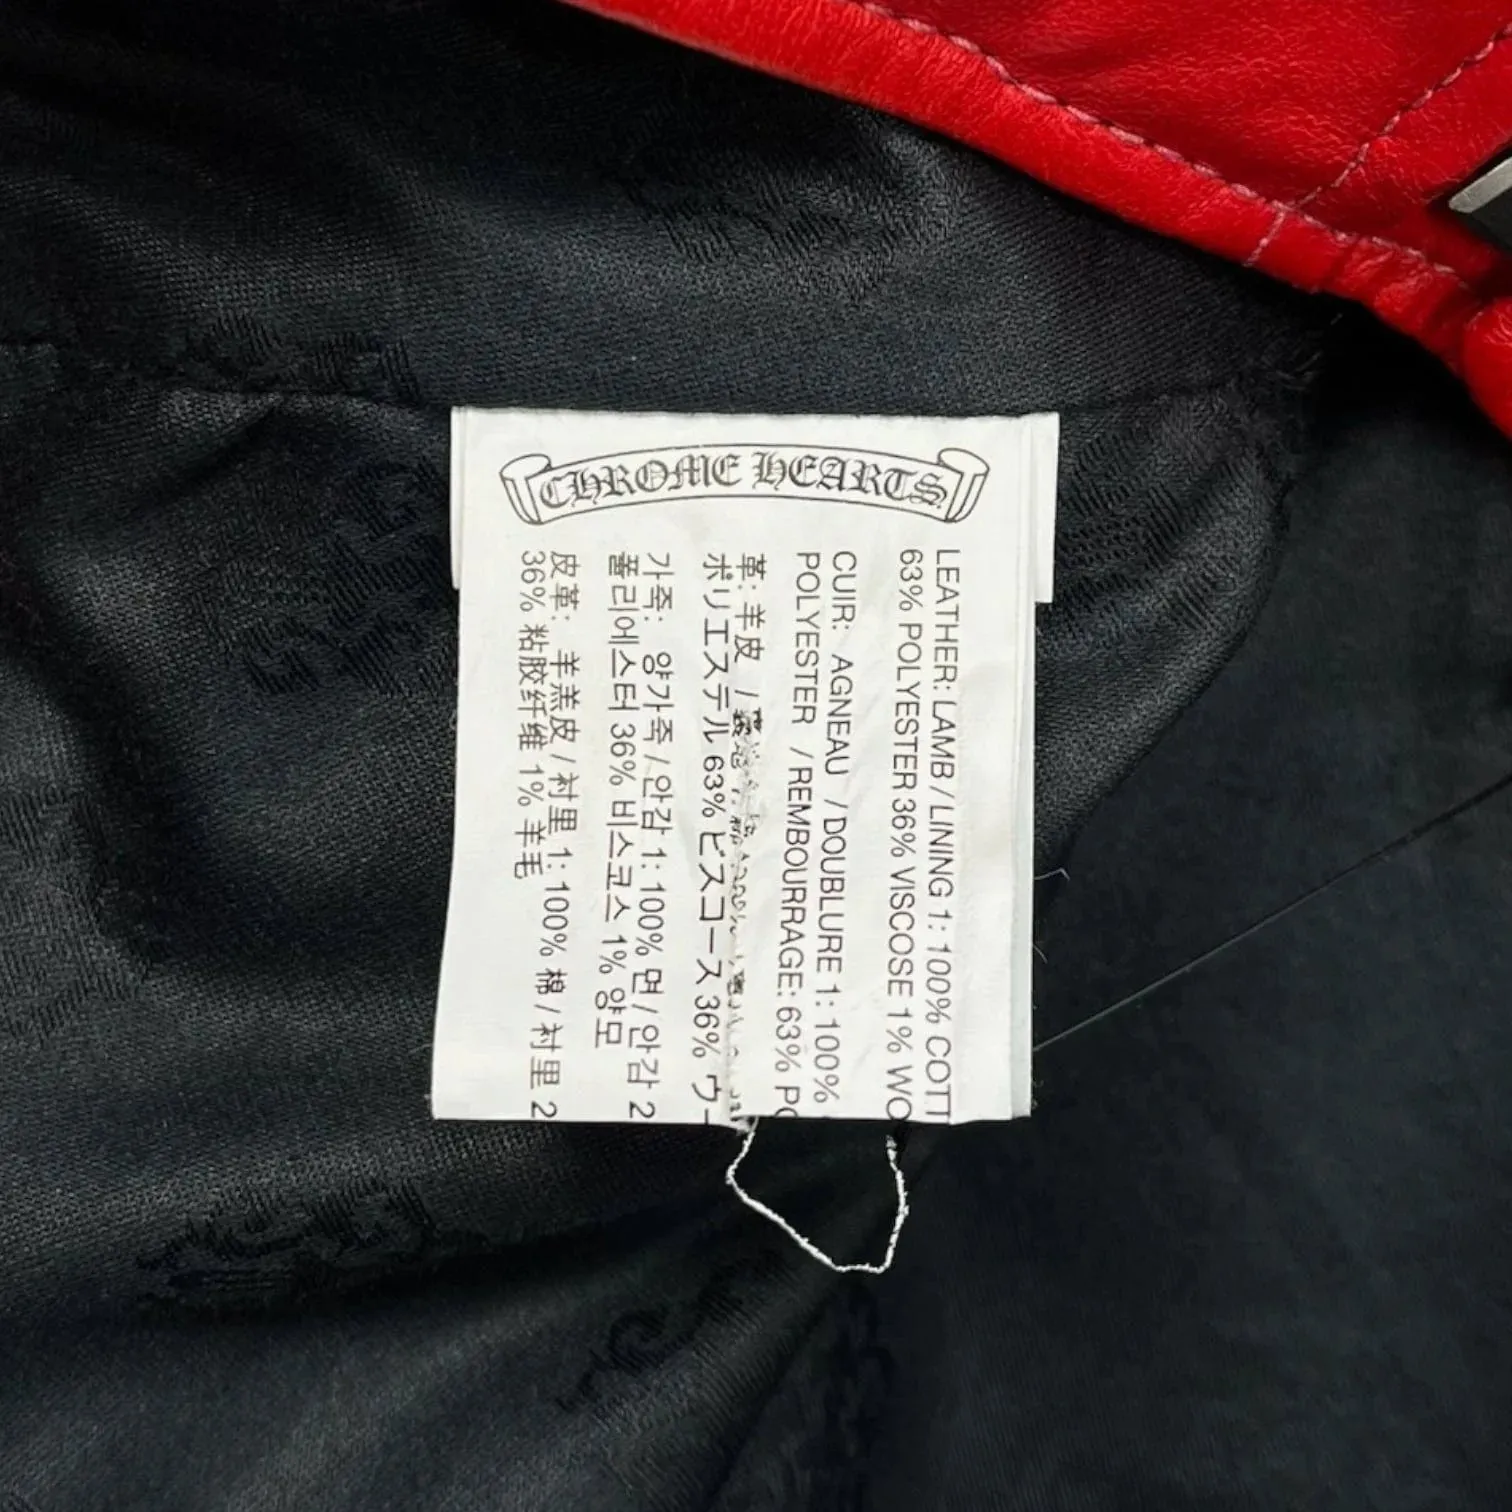 CHROME HEARTS
LEATHER: LAMB / LINING 1: 100% COTT
63% POLYESTER 36% VISCOSE 1% WO
CUIR: AGNEAU / DOUBLURE 1: 100%
POLYESTER / REMBOURRAGE: 63% PO
革: 羊皮 /
ポリエステル 63% ビスコース 36% ウー
가죽: 양가죽 / 안감 1: 100% 면 / 안감 2
폴리에스터 36% 비스코스 1% 양모
皮革: 羊羔皮 / 衬里 1: 100% 棉 / 衬里 2
36% 粘胶纤维 1% 羊毛